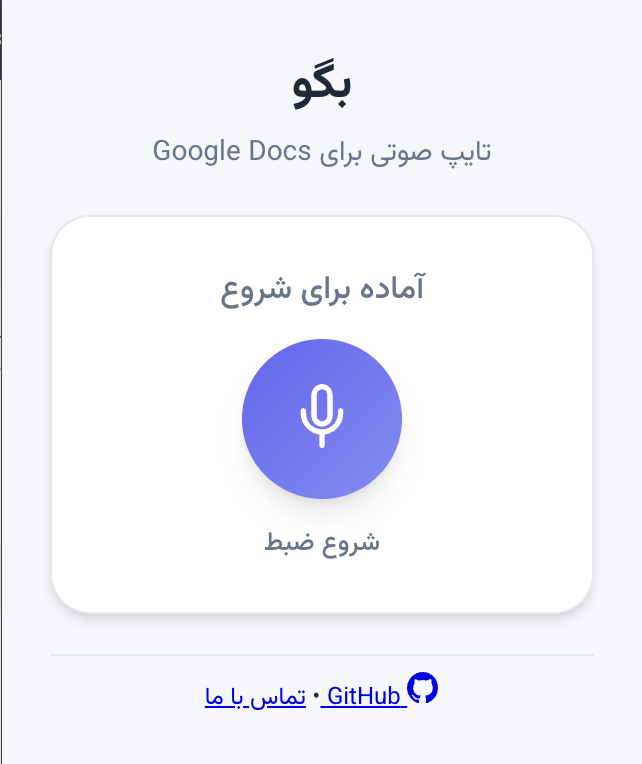 بگو
تایپ صوتی برای Google Docs
آماده برای شروع
شروع ضبط
GitHub • تماس با ما